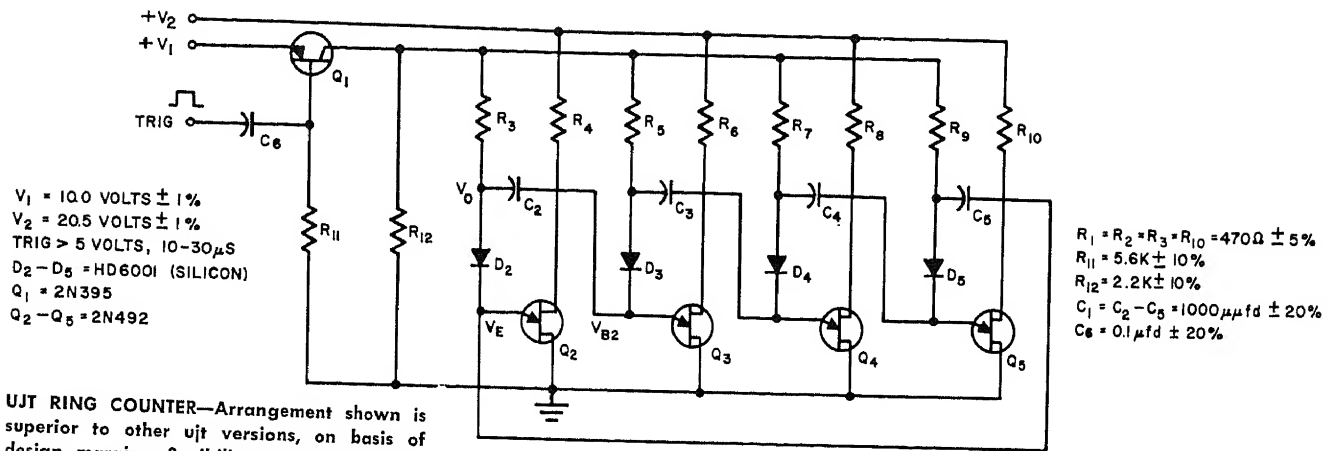 +V2
+V1
Q1
TRIG
C6
R3
R4
R5
R6
R7
R8
R9
R10
V0
C2
C3
C4
C5
R11
R12
D2
D3
D4
D5
VE
Q2
VB2
Q3
Q4
Q5
V1 = 10.0 VOLTS ± 1%
V2 = 20.5 VOLTS ± 1%
TRIG > 5 VOLTS, 10-30μS
D2-D5 = HD6001 (SILICON)
Q1 = 2N395
Q2-Q5 = 2N492
R1 = R2 = R3 = R10 = 470Ω ± 5%
R11 = 5.6K ± 10%
R12 = 2.2K ± 10%
C1 = C2-C5 = 1000μμfd ± 20%
C6 = 0.1μfd ± 20%
UJT RING COUNTER—Arrangement shown is
superior to other ujt versions, on basis of